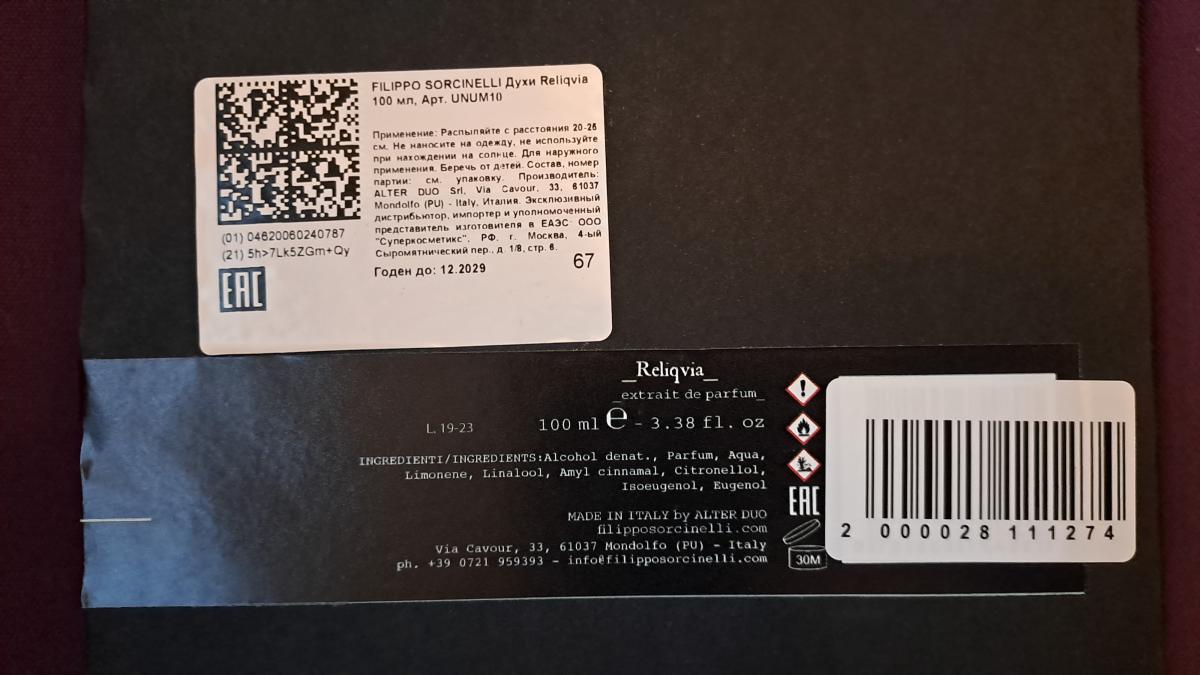 FILIPPO SORCINELLI Духи Reliqvia
100 мл, Арт. UNUM10
Применение: Распыляйте с расстояния 20-25
см. Не наносите на одежду, не используйте
при нахождении на солнце. Для наружного
применения. Беречь от детей. Состав, номер
партии: см. упаковку. Производитель:
ALTER DUO Srl, Via Cavour, 33, 61037
Mondolfo (PU) - Italy, Италия. Эксклюзивный
дистрибьютор, импортер и уполномоченный
представитель изготовителя в ЕАЭС: ООО
"Суперкосметикс", РФ, г. Москва, 4-ый
Сыромятнический пер., д. 1/8, стр. 6.
Годен до: 12.2029
67
(01) 04620060240787
(21) 5h>7Lk5ZGm+Qy
EAC
_Reliqvia_
_extrait de parfum_
L. 19-23
100 ml ℮ - 3.38 fl. oz
INGREDIENTI/INGREDIENTS:Alcohol denat., Parfum, Aqua,
Limonene, Linalool, Amyl cinnamal, Citronellol,
Isoeugenol, Eugenol
MADE IN ITALY by ALTER DUO
filipposorcinelli.com
Via Cavour, 33, 61037 Mondolfo (PU) - Italy
ph. +39 0721 959393 - info@filipposorcinelli.com
EAC
30M
2 000028 111274